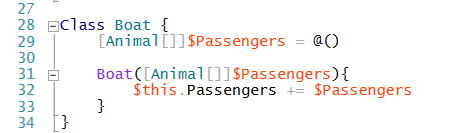 27
28 Class Boat {
29     [Animal[]]$Passengers = @()
30
31     Boat([Animal[]]$Passengers){
32         $this.Passengers += $Passengers
33     }
34 }